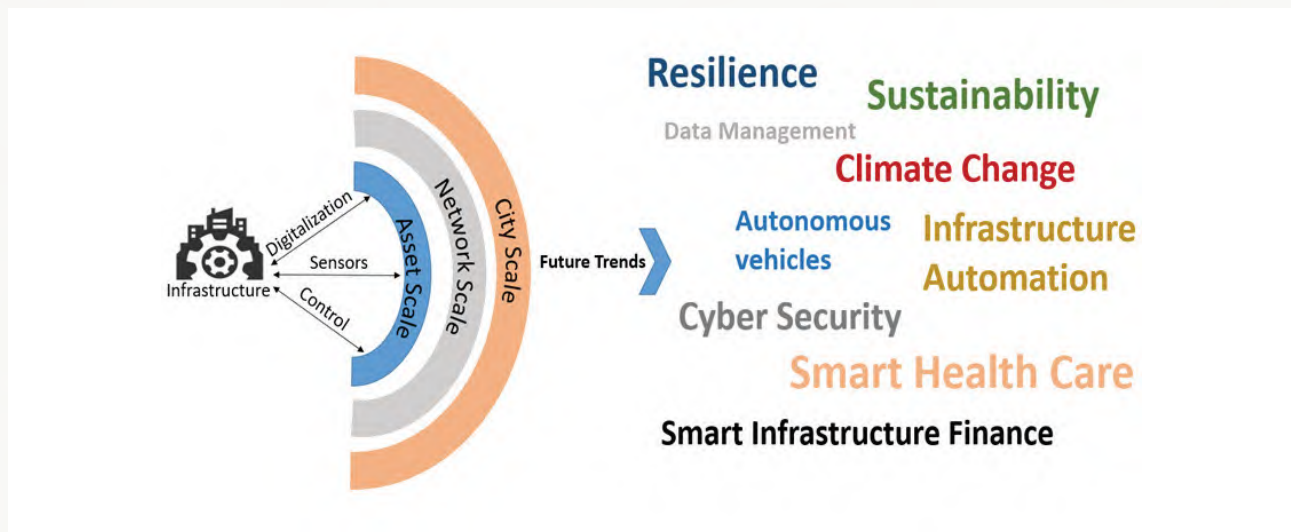 Infrastructure
Digitalization
Sensors
Control
Asset Scale
Network Scale
City Scale
Future Trends
Resilience
Sustainability
Data Management
Climate Change
Autonomous
vehicles
Infrastructure
Automation
Cyber Security
Smart Health Care
Smart Infrastructure Finance